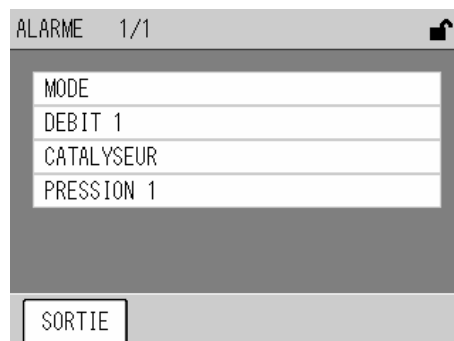 ALARME 1/1
MODE
DEBIT 1
CATALYSEUR
PRESSION 1
SORTIE